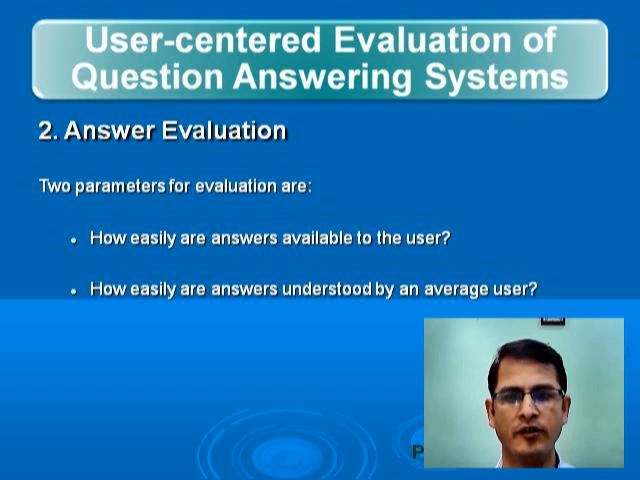 User-centered Evaluation of
Question Answering Systems
2. Answer Evaluation
Two parameters for evaluation are:
• How easily are answers available to the user?
• How easily are answers understood by an average user?
P